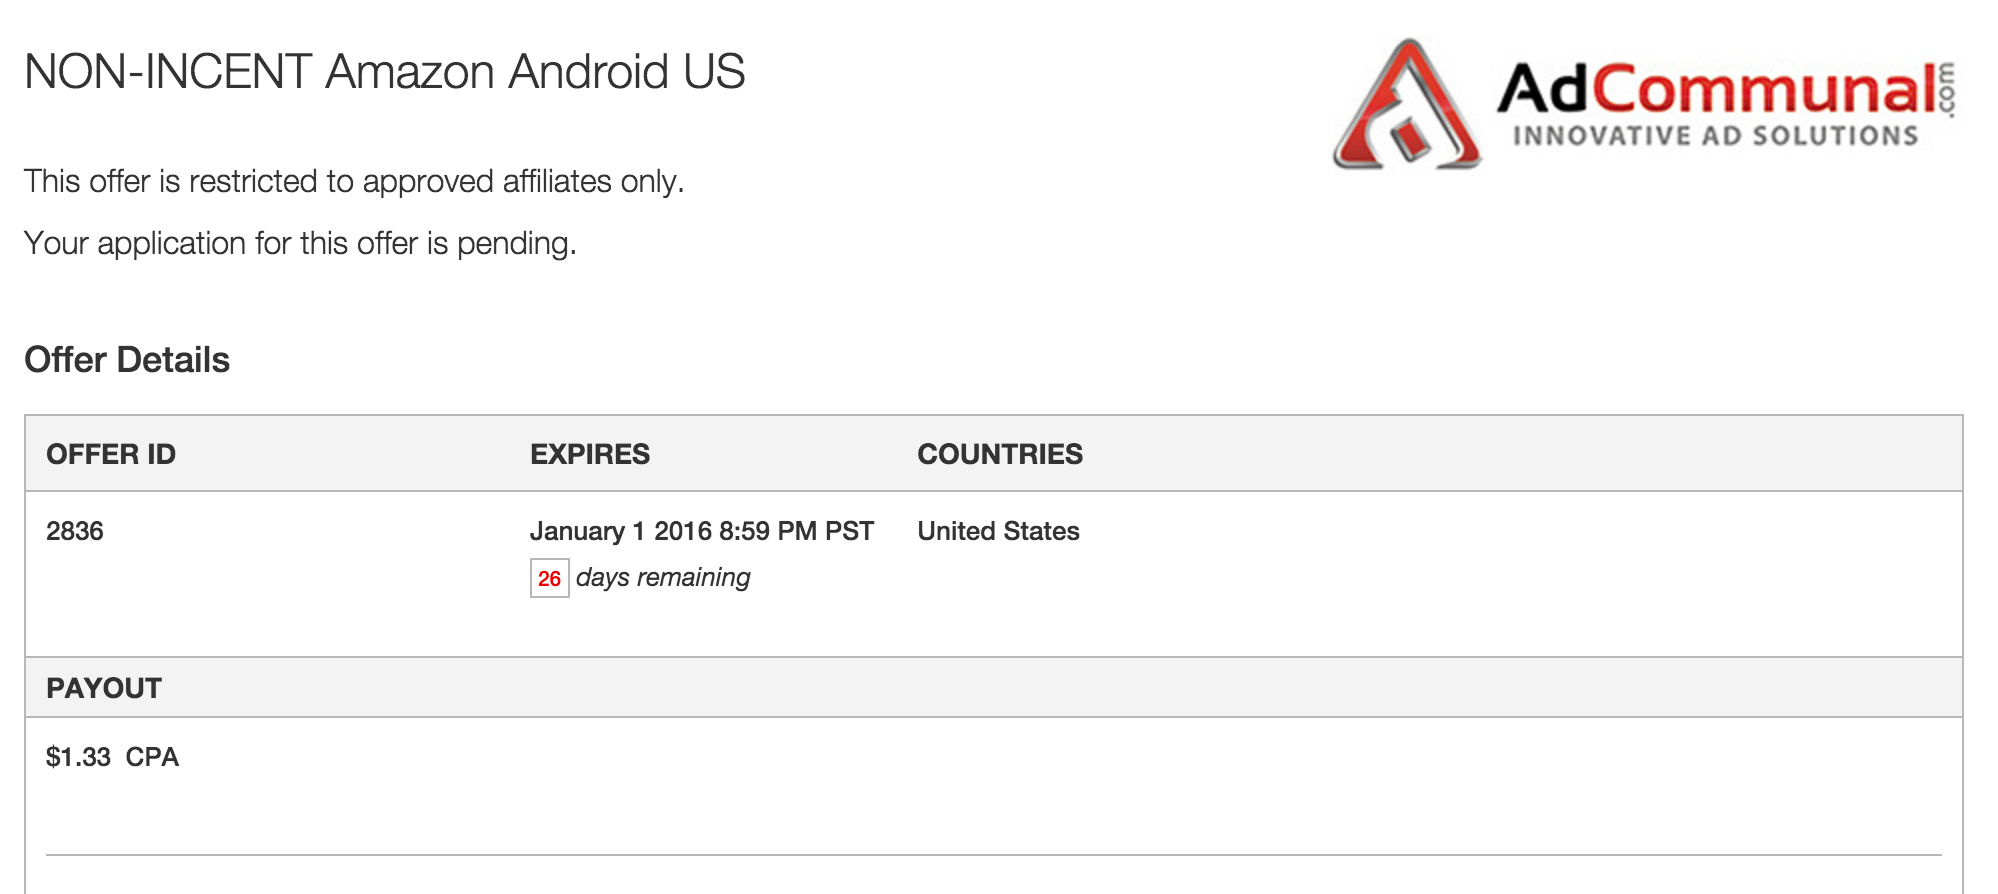 NON-INCENT Amazon Android US
AdCommunal.com
INNOVATIVE AD SOLUTIONS
This offer is restricted to approved affiliates only.
Your application for this offer is pending.
Offer Details
OFFER ID EXPIRES COUNTRIES
2836 January 1 2016 8:59 PM PST United States
26 days remaining
PAYOUT
$1.33 CPA